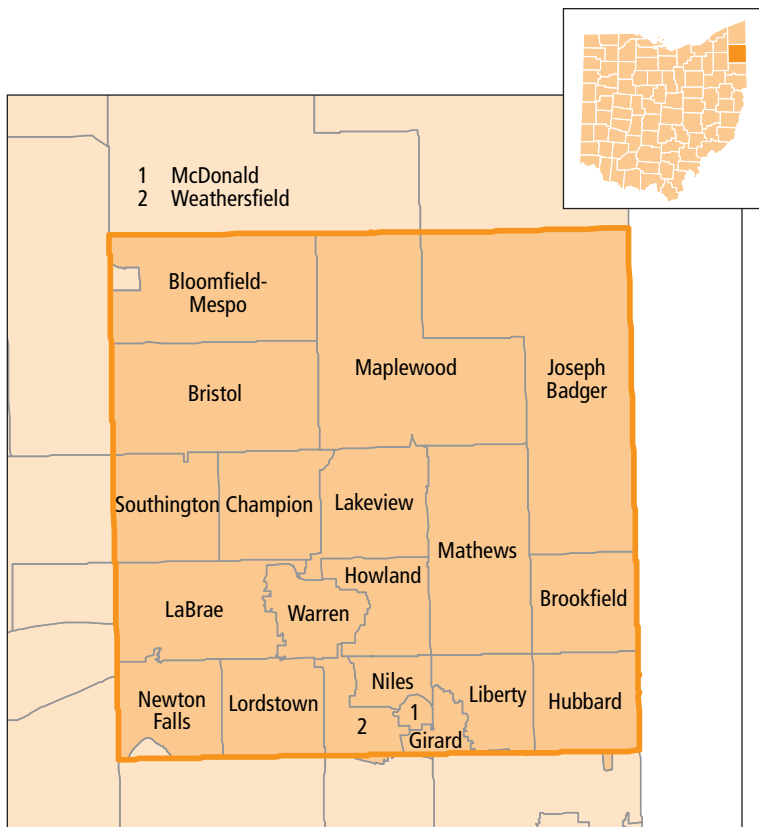 1 McDonald
2 Weathersfield
Bloomfield-
Mespo
Maplewood
Joseph
Badger
Bristol
Southington
Champion
Lakeview
Mathews
Howland
LaBrae
Warren
Brookfield
Newton
Falls
Lordstown
Niles
Liberty
Hubbard
1
2
Girard